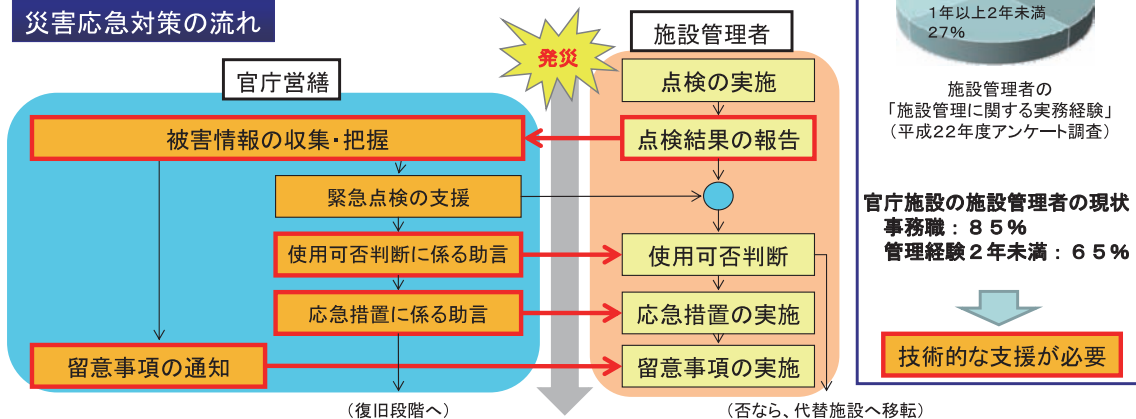 災害応急対策の流れ
官庁営繕
発災
施設管理者
点検の実施
被害情報の収集・把握
点検結果の報告
緊急点検の支援
使用可否判断に係る助言
使用可否判断
応急措置に係る助言
応急措置の実施
留意事項の通知
留意事項の実施
(復旧段階へ)
(否なら、代替施設へ移転)
1年以上2年未満
27%
施設管理者の
「施設管理に関する実務経験」
(平成22年度アンケート調査)
官庁施設の施設管理者の現状
事務職:85%
管理経験2年未満:65%
技術的な支援が必要